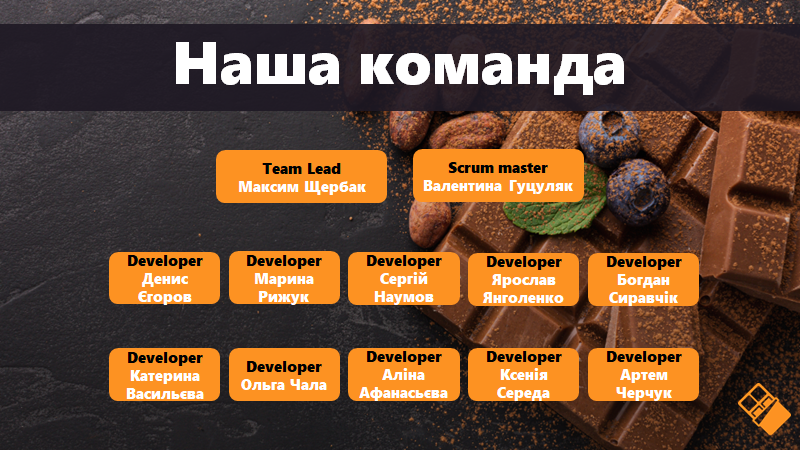 Наша команда
Team Lead
Максим Щербак
Scrum master
Валентина Гуцуляк
Developer
Денис
Єгоров
Developer
Марина
Рижук
Developer
Сергій
Наумов
Developer
Ярослав
Янголенко
Developer
Богдан
Сиравчік
Developer
Катерина
Васильєва
Developer
Ольга Чала
Developer
Аліна
Афанасьєва
Developer
Ксенія
Середа
Developer
Артем
Черчук